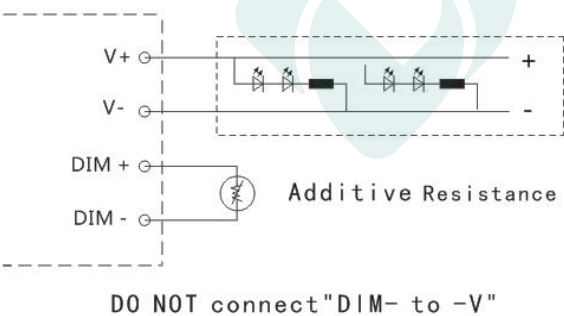 V+
+
V-
-
DIM +
Additive Resistance
DIM -
DO NOT connect"DIM- to -V"